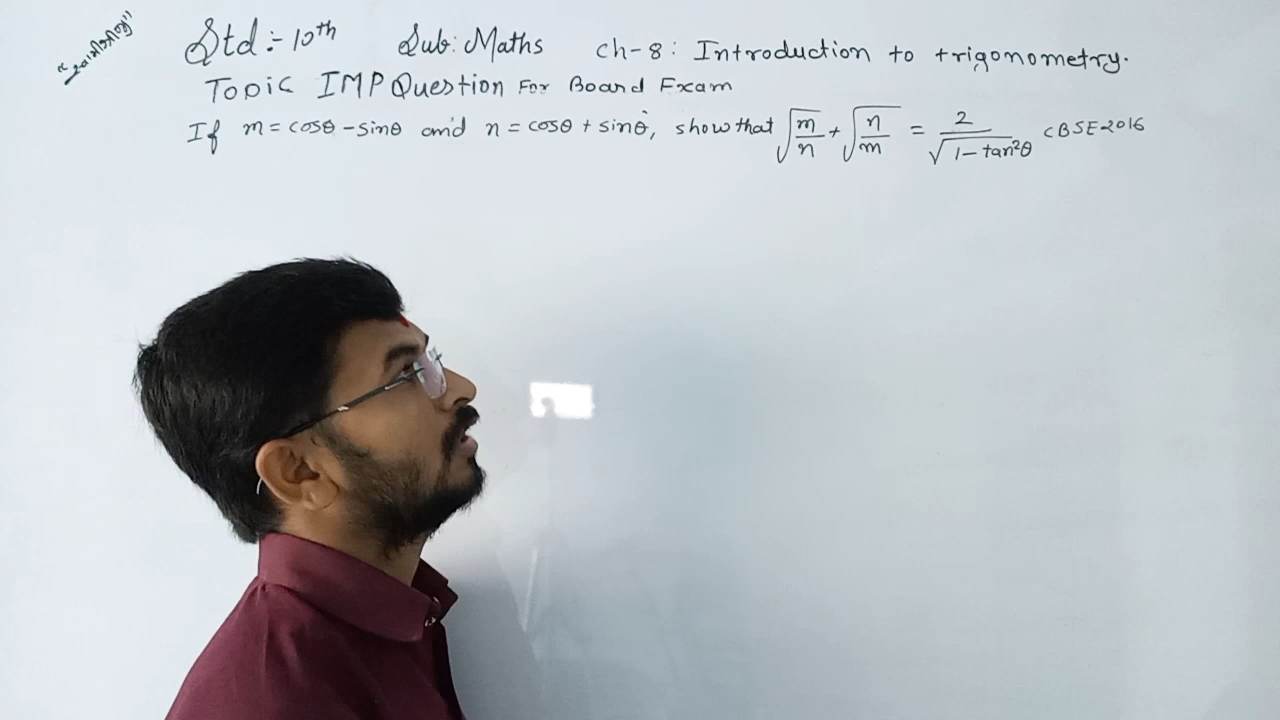 Std :- 10th Sub: Maths ch-8: Introduction to trigonometry.
Topic IMP Question For Board Exam
If m = cosθ - sinθ and n = cosθ + sinθ, show that √(m/n) + √(n/m) = 2/√(1 - tan²θ) CBSE-2016